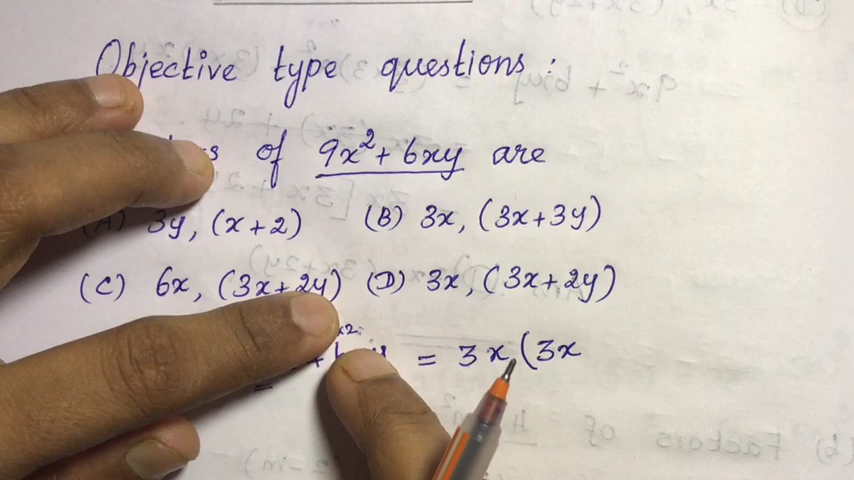 Objective type questions :
of 9x² + 6xy are
(A) 3y, (x+2) (B) 3x, (3x+3y)
(C) 6x, (3x+2y) (D) 3x, (3x+2y)
= 3x (3x